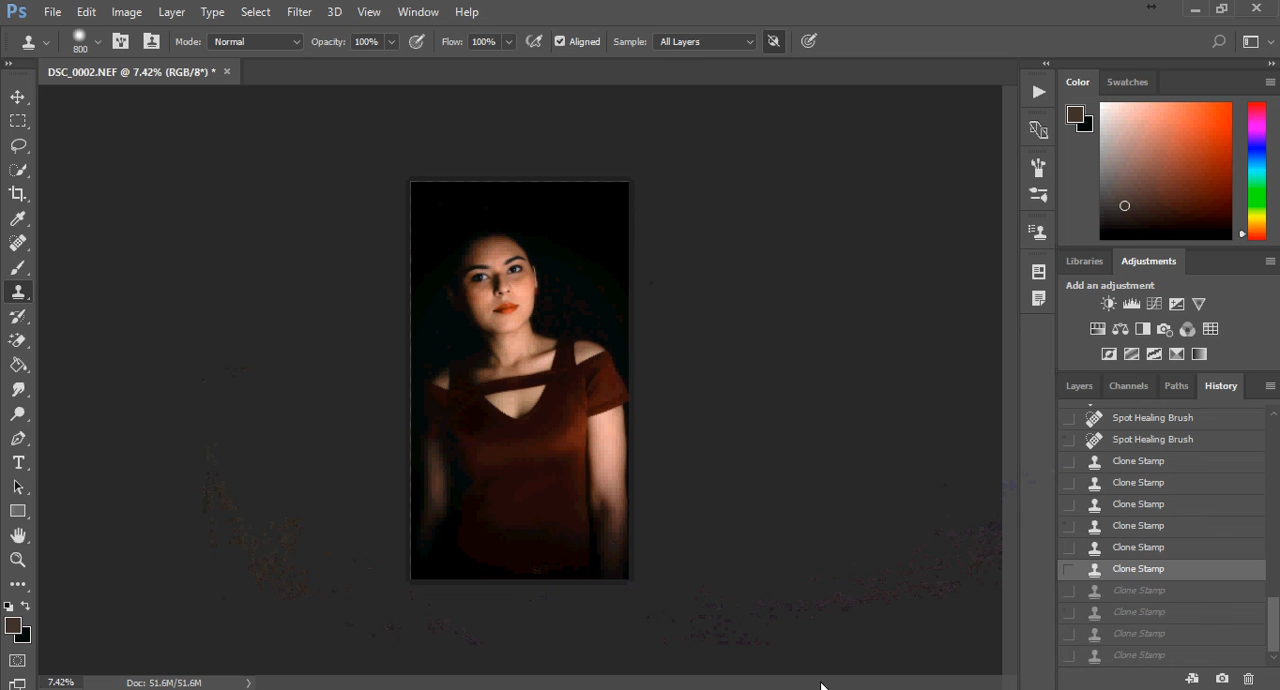 Ps File Edit Image Layer Type Select Filter 3D View Window Help
800 Mode: Normal Opacity: 100% Flow: 100% Aligned Sample: All Layers
DSC_0002.NEF @ 7.42% (RGB/8*) * ×
Color Swatches
Libraries Adjustments
Add an adjustment
Layers Channels Paths History
Spot Healing Brush
Spot Healing Brush
Clone Stamp
Clone Stamp
Clone Stamp
Clone Stamp
Clone Stamp
Clone Stamp
Clone Stamp
Clone Stamp
Clone Stamp
Clone Stamp
7.42% Doc: 51.6M/51.6M